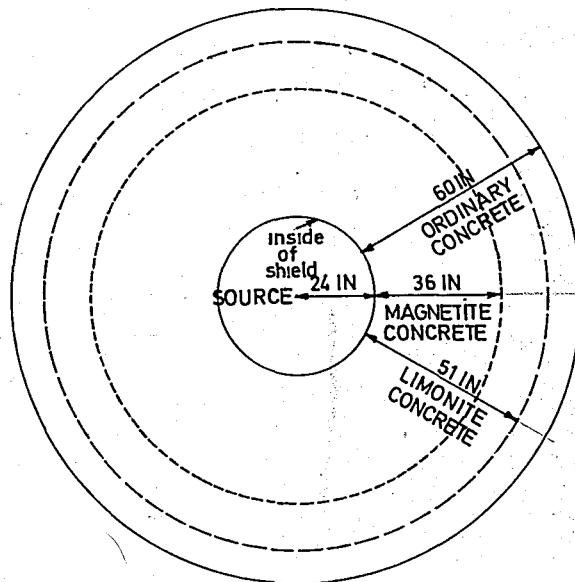 60 IN
ORDINARY
CONCRETE
inside
of
shield
SOURCE
24 IN
36 IN
MAGNETITE
CONCRETE
51 IN
LIMONITE
CONCRETE